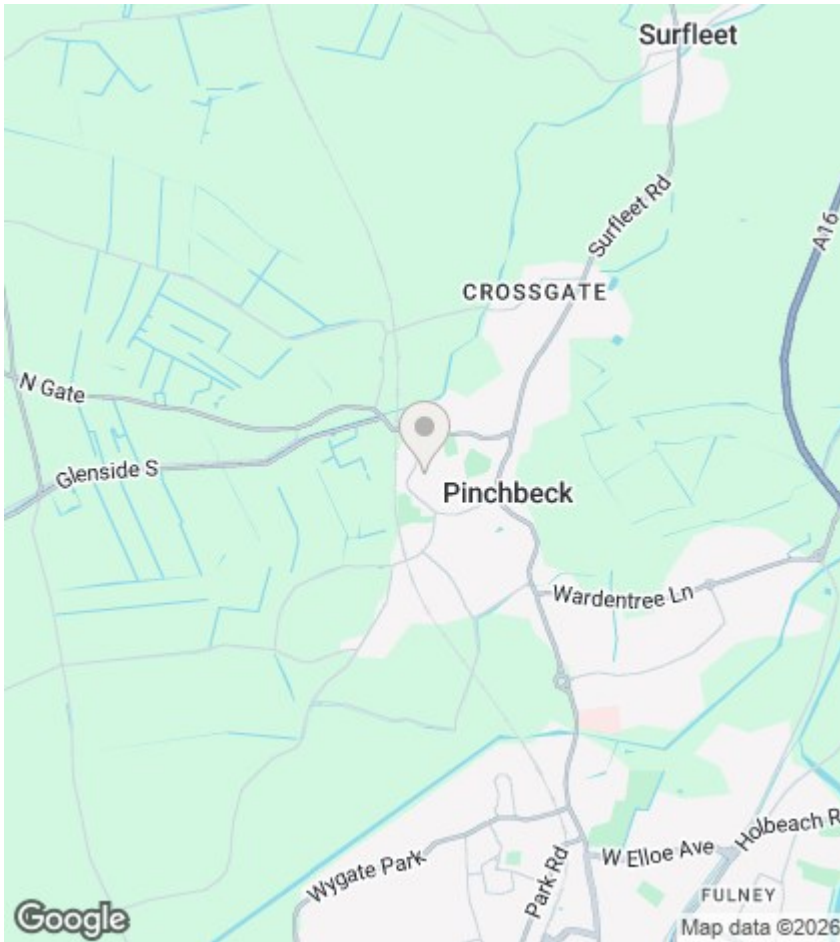 Surfleet
Surfleet Rd
A16
CROSSGATE
N Gate
Glenside S
Pinchbeck
Wardentree Ln
Wygate Park
Park Rd
W Elloe Ave
Holbeach R
FULNEY
Google
Map data ©2026